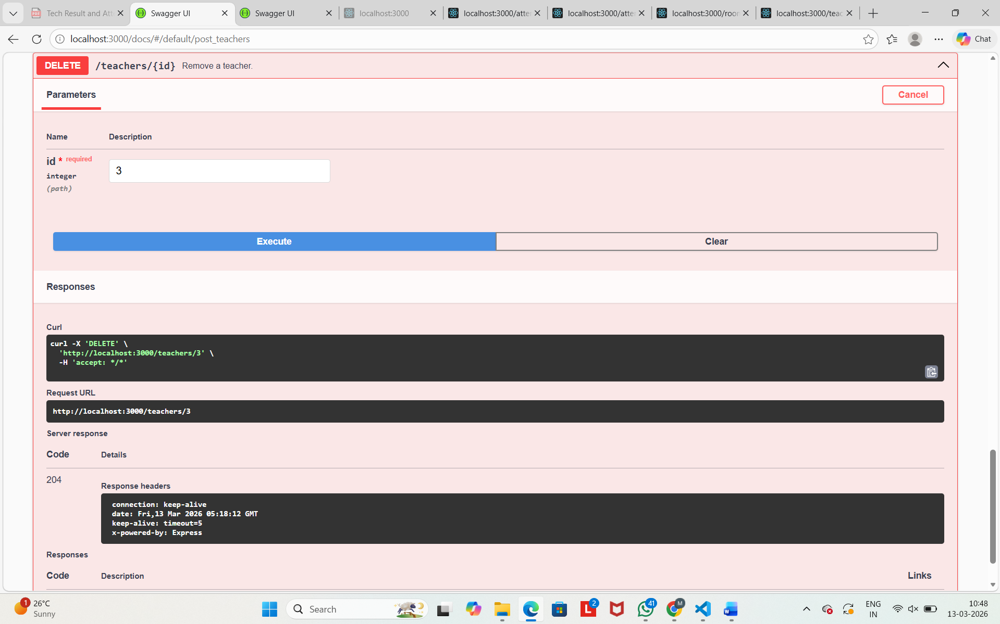 Tech Result and Att
Swagger UI
Swagger UI
localhost:3000
localhost:3000/atte
localhost:3000/atte
localhost:3000/roor
localhost:3000/teac
localhost:3000/docs/#/default/post_teachers
Chat
DELETE /teachers/{id} Remove a teacher.
Parameters
Cancel
Name Description
id * required
integer
(path)
3
Execute
Clear
Responses
Curl
curl -X 'DELETE' \
'http://localhost:3000/teachers/3' \
-H 'accept: */*'
Request URL
http://localhost:3000/teachers/3
Server response
Code Details
204
Response headers
connection: keep-alive
date: Fri,13 Mar 2026 05:18:12 GMT
keep-alive: timeout=5
x-powered-by: Express
Responses
Code Description Links
1
26°C
Sunny
Search
L
2
41
M
W
ENG
IN
10:48
13-03-2026